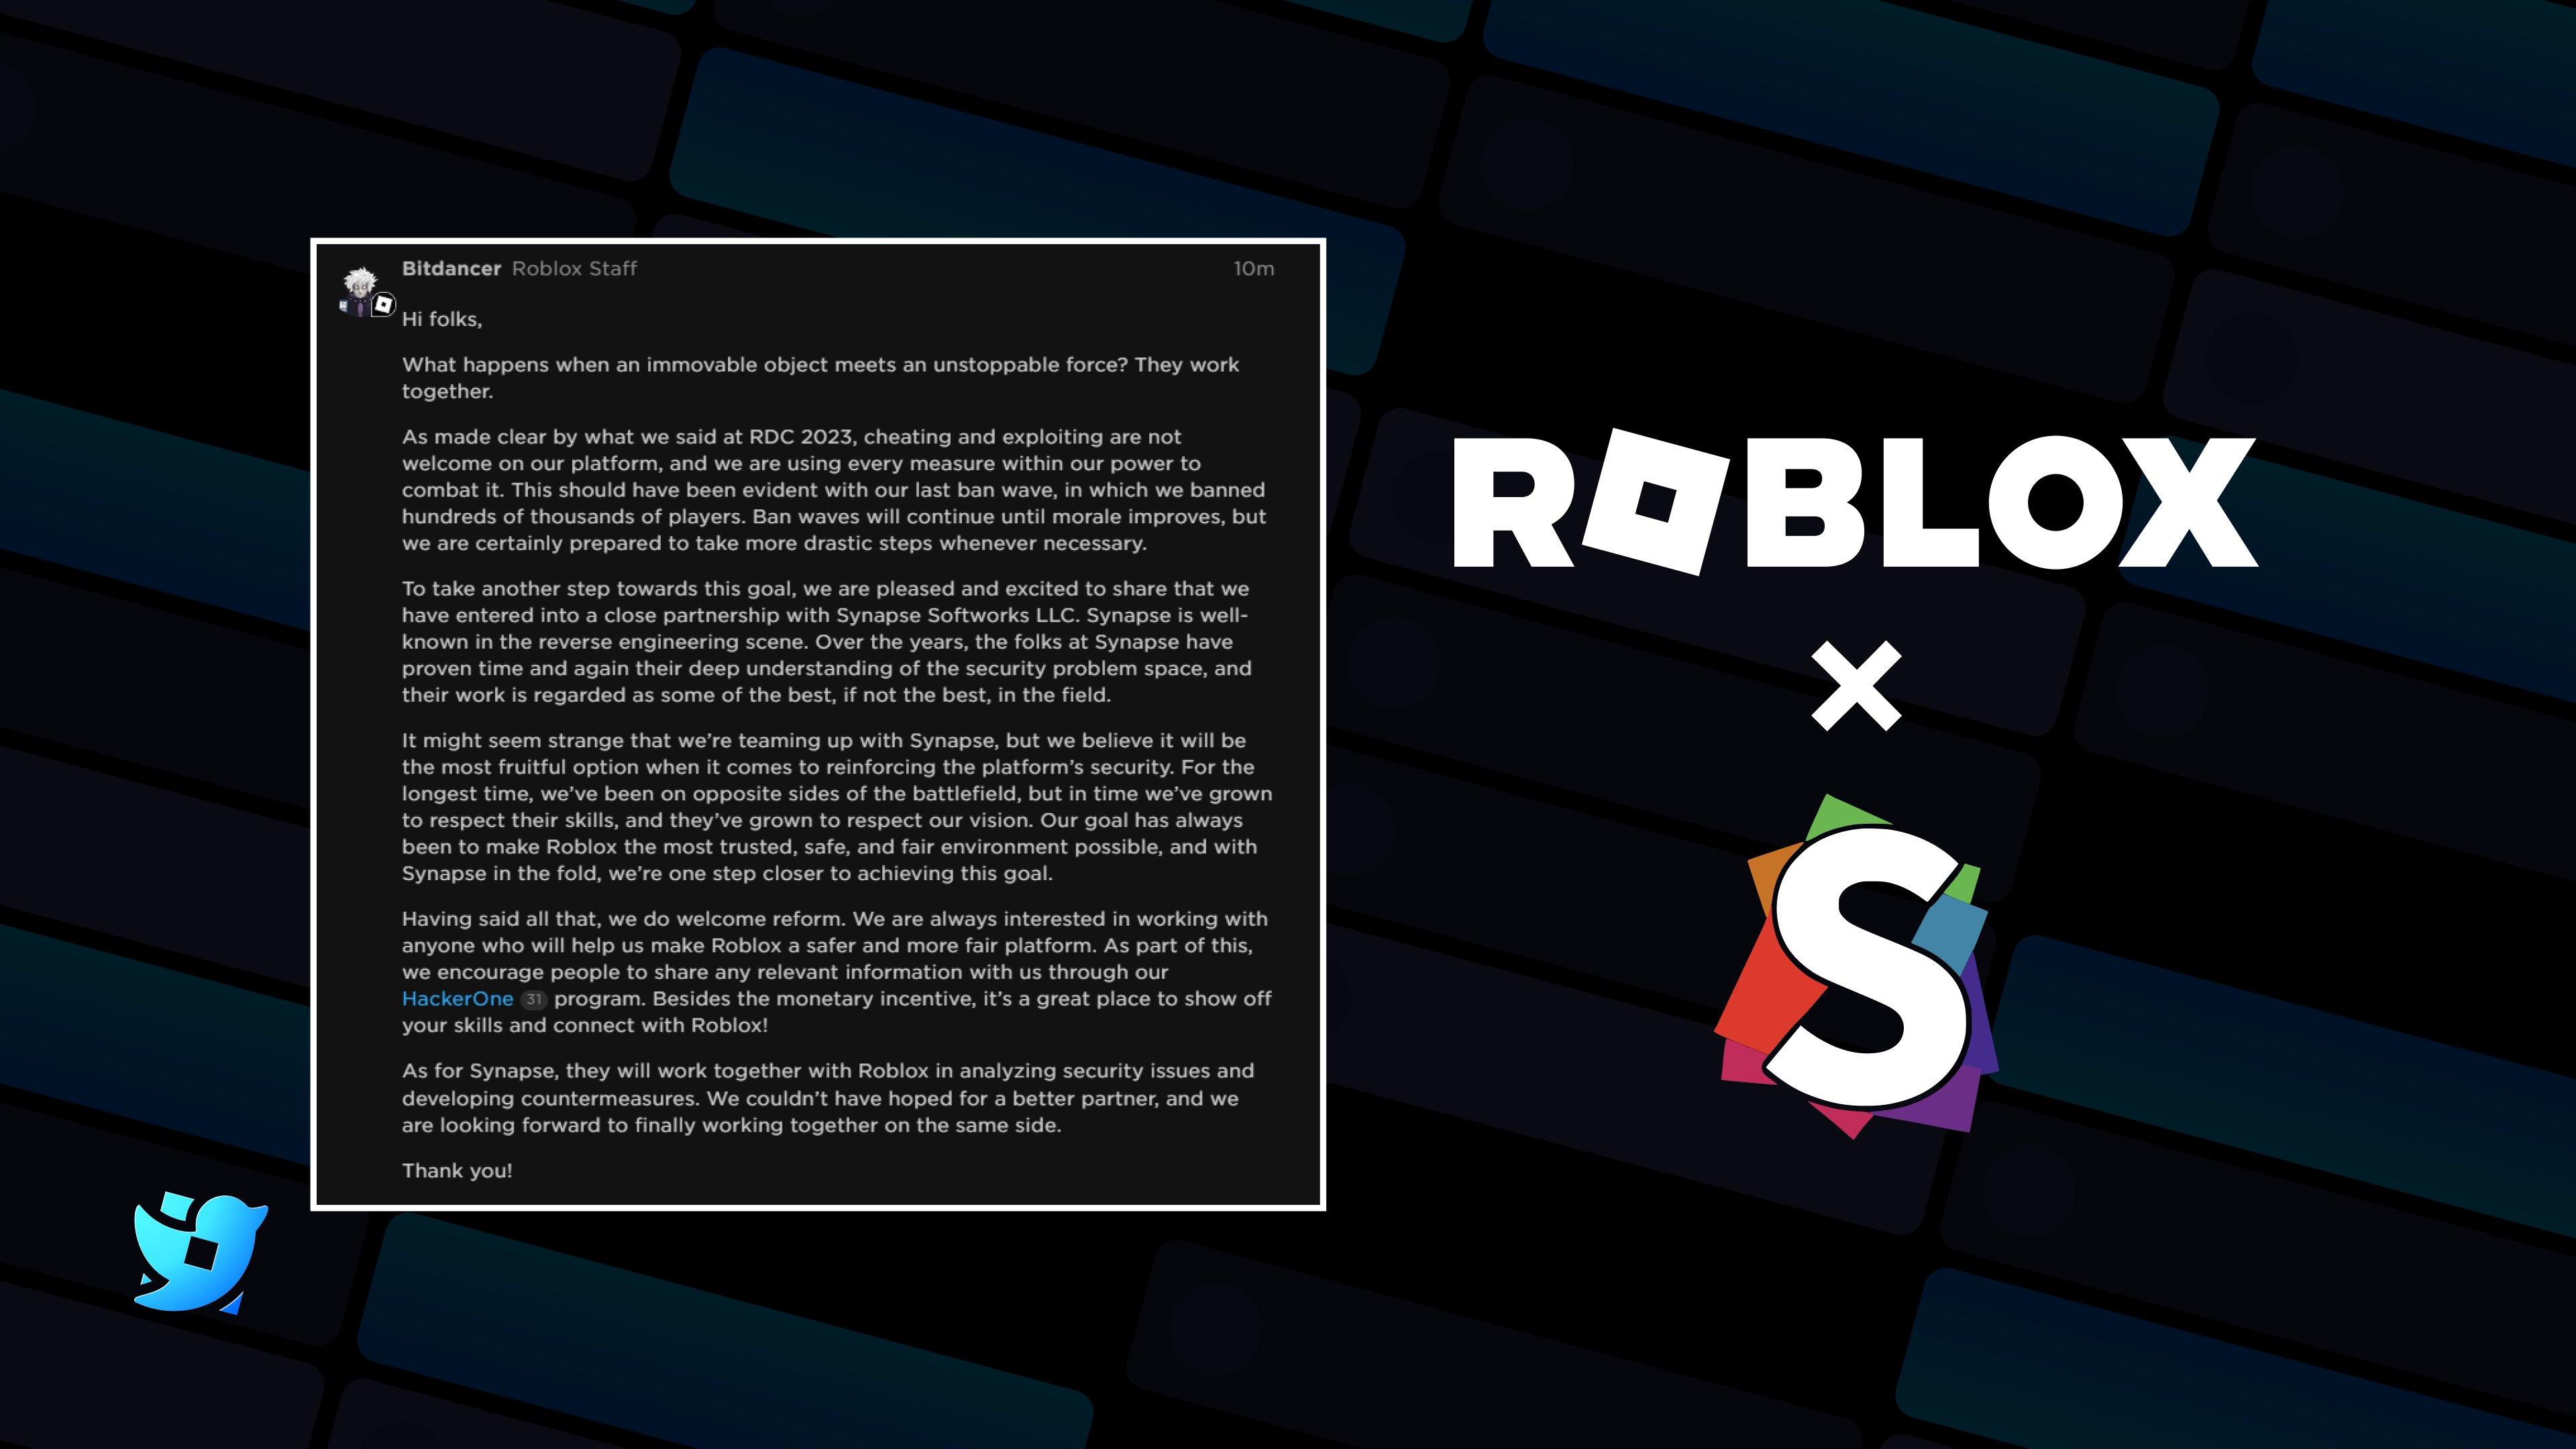 Bitdancer Roblox Staff 10m
Hi folks,
What happens when an immovable object meets an unstoppable force? They work
together.
As made clear by what we said at RDC 2023, cheating and exploiting are not
welcome on our platform, and we are using every measure within our power to
combat it. This should have been evident with our last ban wave, in which we banned
hundreds of thousands of players. Ban waves will continue until morale improves, but
we are certainly prepared to take more drastic steps whenever necessary.
To take another step towards this goal, we are pleased and excited to share that we
have entered into a close partnership with Synapse Softworks LLC. Synapse is well-
known in the reverse engineering scene. Over the years, the folks at Synapse have
proven time and again their deep understanding of the security problem space, and
their work is regarded as some of the best, if not the best, in the field.
It might seem strange that we’re teaming up with Synapse, but we believe it will be
the most fruitful option when it comes to reinforcing the platform’s security. For the
longest time, we’ve been on opposite sides of the battlefield, but in time we’ve grown
to respect their skills, and they’ve grown to respect our vision. Our goal has always
been to make Roblox the most trusted, safe, and fair environment possible, and with
Synapse in the fold, we’re one step closer to achieving this goal.
Having said all that, we do welcome reform. We are always interested in working with
anyone who will help us make Roblox a safer and more fair platform. As part of this,
we encourage people to share any relevant information with us through our
HackerOne 31 program. Besides the monetary incentive, it’s a great place to show off
your skills and connect with Roblox!
As for Synapse, they will work together with Roblox in analyzing security issues and
developing countermeasures. We couldn’t have hoped for a better partner, and we
are looking forward to finally working together on the same side.
Thank you!
ROBLOX
×
S